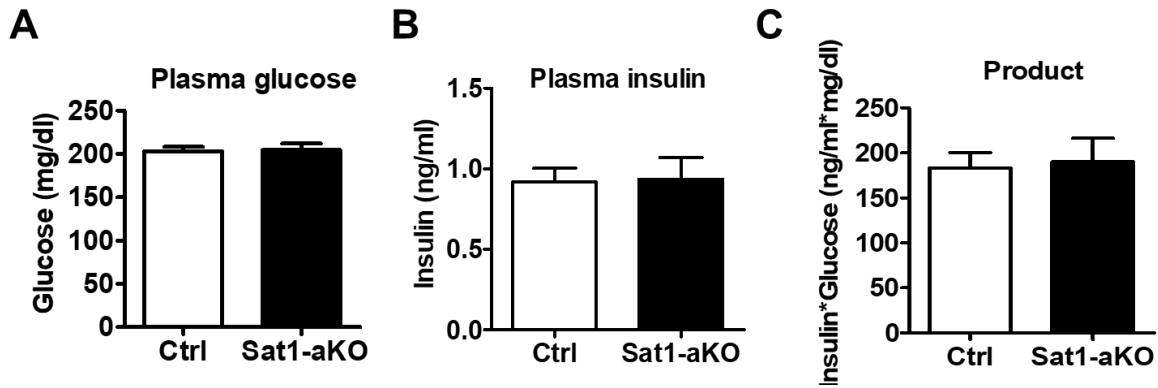 A
Plasma glucose
Glucose (mg/dl)
250
200
150
100
50
0
Ctrl
Sat1-aKO
B
Plasma insulin
Insulin (ng/ml)
1.5
1.0
0.5
0.0
Ctrl
Sat1-aKO
C
Product
Insulin*Glucose (ng/ml*mg/dl)
250
200
150
100
50
0
Ctrl
Sat1-aKO